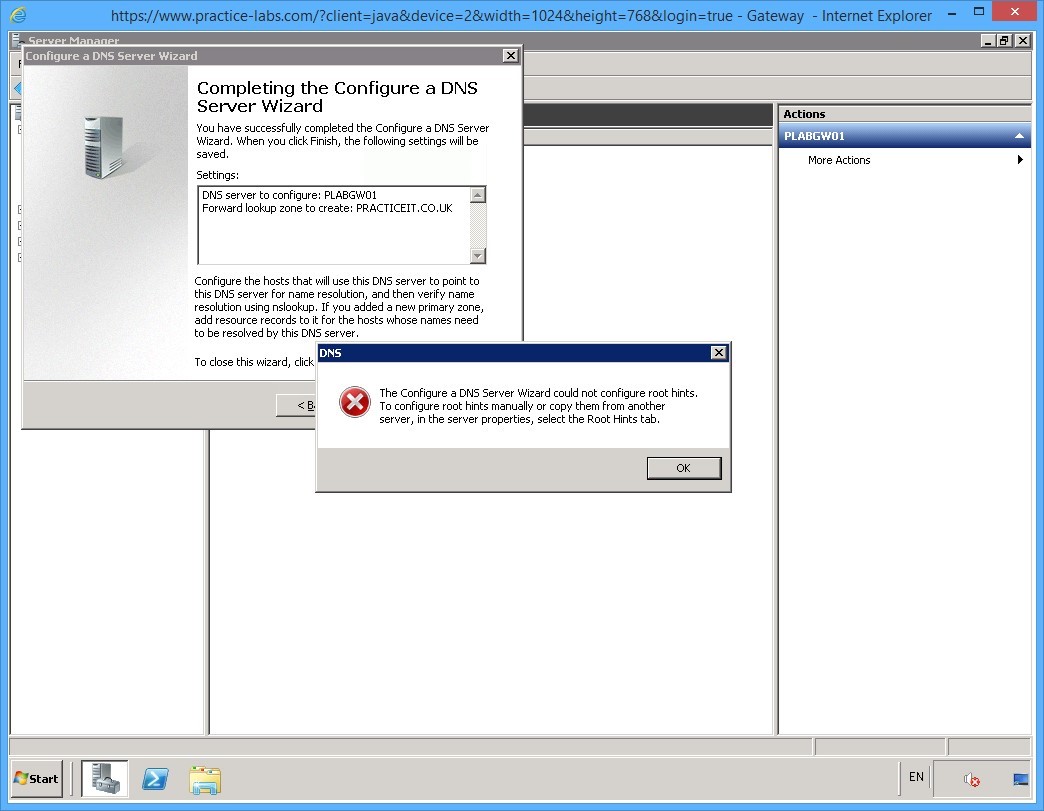 https://www.practice-labs.com/?client=java&device=2&width=1024&height=768&login=true - Gateway - Internet Explorer
Server Manager
Configure a DNS Server Wizard
Completing the Configure a DNS
Server Wizard
You have successfully completed the Configure a DNS Server
Wizard. When you click Finish, the following settings will be
saved.
Settings:
DNS server to configure: PLABGW01
Forward lookup zone to create: PRACTICEIT.CO.UK
Configure the hosts that will use this DNS server to point to
this DNS server for name resolution, and then verify name
resolution using nslookup. If you added a new primary zone,
add resource records to it for the hosts whose names need
to be resolved by this DNS server.
To close this wizard, click
< B
DNS
The Configure a DNS Server Wizard could not configure root hints.
To configure root hints manually or copy them from another
server, in the server properties, select the Root Hints tab.
OK
Actions
PLABGW01
More Actions
Start
EN